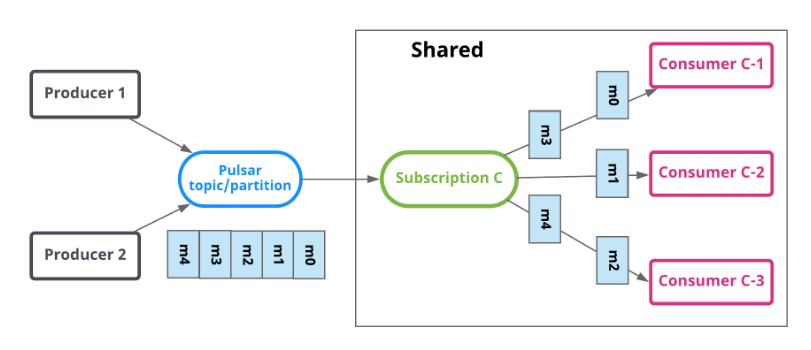 Shared
Producer 1
Producer 2
Pulsar
topic/partition
m4
m3
m2
m1
m0
Subscription C
m3
m0
m1
m4
m2
Consumer C-1
Consumer C-2
Consumer C-3